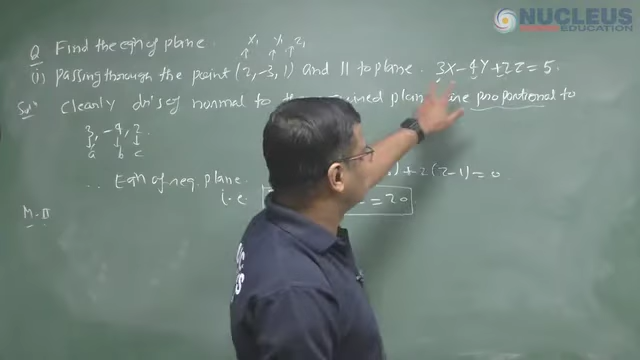 NUCLEUS
EDUCATION
Q Find the eqn of plane. x₁ y₁ z₁
(i) Passing through the point (2, -3, 1) and || to plane. 3x - 4y + 2z = 5.
Solⁿ Clearly dr's of normal to the required plane are proportional to
3, -4, 2.
a b c
∴ Eqn of req. plane ) + 2(z-1) = 0
i.e. = 20
M-II